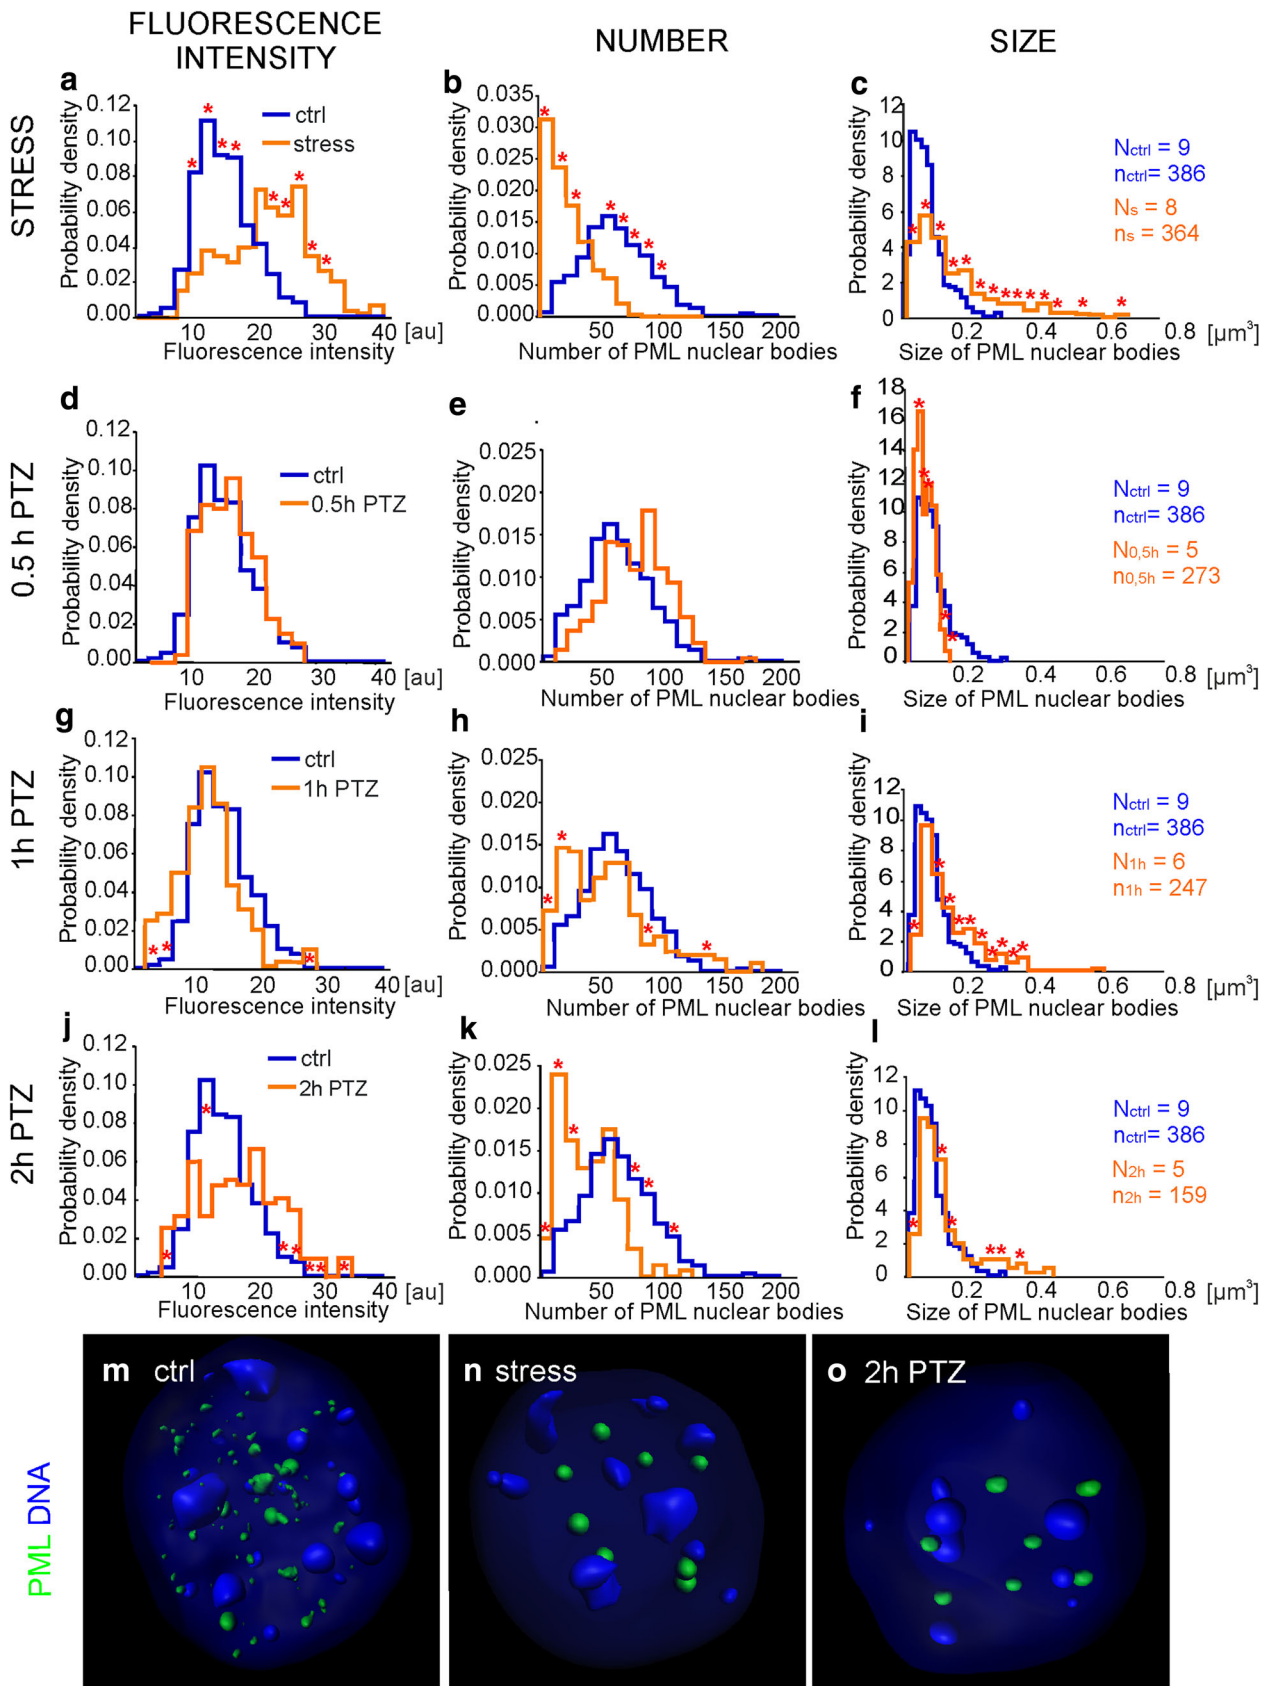 FLUORESCENCE
INTENSITY
NUMBER
SIZE
STRESS
a
Probability density
0.12
0.10
0.08
0.06
0.04
0.02
0.00
ctrl
stress
10 20 30 40 [au]
Fluorescence intensity
b
Probability density
0.035
0.030
0.025
0.020
0.015
0.010
0.005
0.000
50 100 150 200
Number of PML nuclear bodies
c
Probability density
12
10
8
6
4
2
0
0.2 0.4 0.6 0.8 [µm³]
Size of PML nuclear bodies
Nctrl = 9
nctrl= 386
Ns = 8
ns = 364
0.5 h PTZ
d
Probability density
0.12
0.10
0.08
0.06
0.04
0.02
0.00
ctrl
0.5h PTZ
10 20 30 40 [au]
Fluorescence intensity
e
Probability density
0.025
0.020
0.015
0.010
0.005
0.000
50 100 150 200
Number of PML nuclear bodies
f
Probability density
18
16
14
12
10
8
6
4
2
0
0.2 0.4 0.6 0.8 [µm³]
Size of PML nuclear bodies
Nctrl = 9
nctrl= 386
N0,5h = 5
n0,5h = 273
1h PTZ
g
Probability density
0.12
0.10
0.08
0.06
0.04
0.02
0.00
ctrl
1h PTZ
10 20 30 40 [au]
Fluorescence intensity
h
Probability density
0.025
0.020
0.015
0.010
0.005
0.000
50 100 150 200
Number of PML nuclear bodies
i
Probability density
12
10
8
6
4
2
0
0.2 0.4 0.6 0.8 [µm³]
Size of PML nuclear bodies
Nctrl = 9
nctrl= 386
N1h = 6
n1h = 247
2h PTZ
j
Probability density
0.12
0.10
0.08
0.06
0.04
0.02
0.00
ctrl
2h PTZ
10 20 30 40 [au]
Fluorescence intensity
k
Probability density
0.025
0.020
0.015
0.010
0.005
0.000
50 100 150 200
Number of PML nuclear bodies
l
Probability density
12
10
8
6
4
2
0
0.2 0.4 0.6 0.8 [µm³]
Size of PML nuclear bodies
Nctrl = 9
nctrl= 386
N2h = 5
n2h = 159
PML DNA
m ctrl
n stress
o 2h PTZ